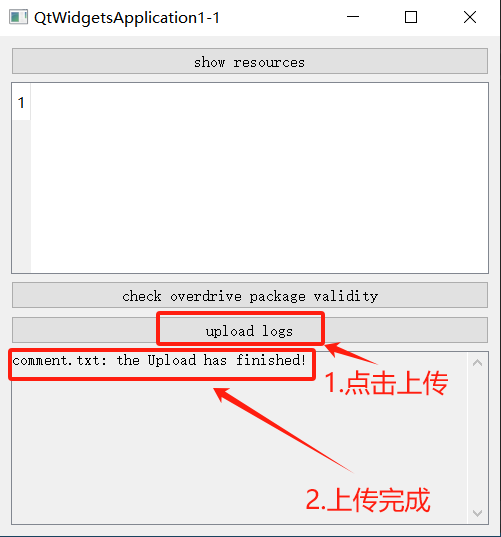 QtWidgetsApplication1-1
show resources
1
check overdrive package validity
upload logs
comment.txt: the Upload has finished!
1.点击上传
2.上传完成